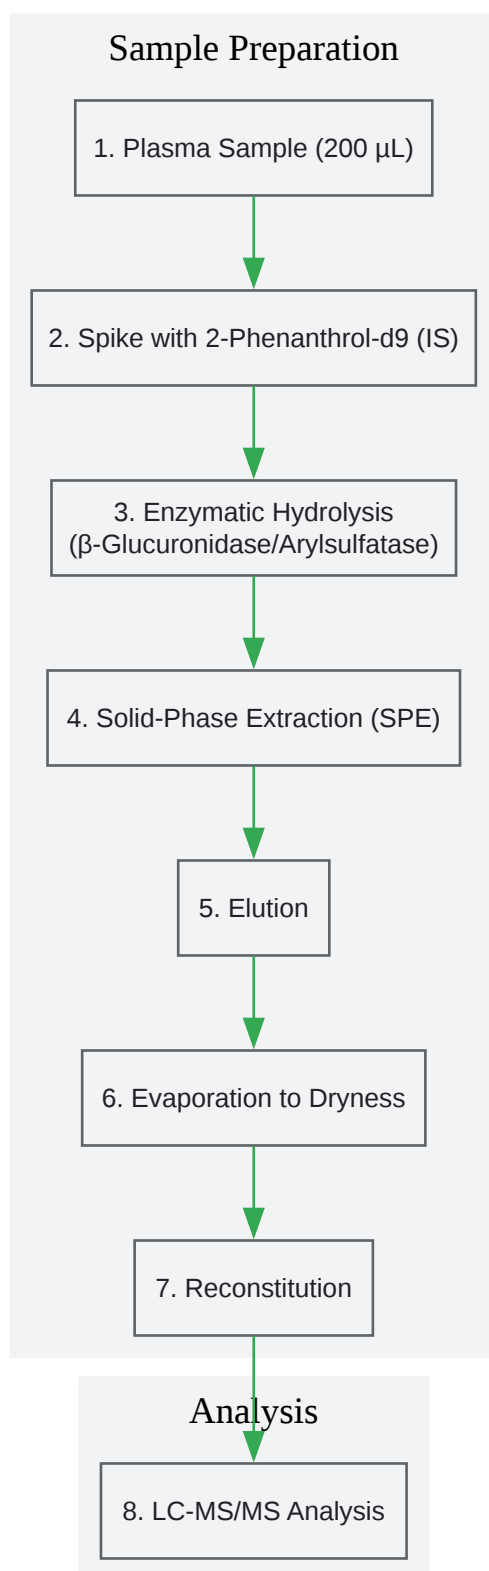 Sample Preparation
1. Plasma Sample (200 µL)
2. Spike with 2-Phenanthrol-d9 (IS)
3. Enzymatic Hydrolysis
(β-Glucuronidase/Arylsulfatase)
4. Solid-Phase Extraction (SPE)
5. Elution
6. Evaporation to Dryness
7. Reconstitution
Analysis
8. LC-MS/MS Analysis